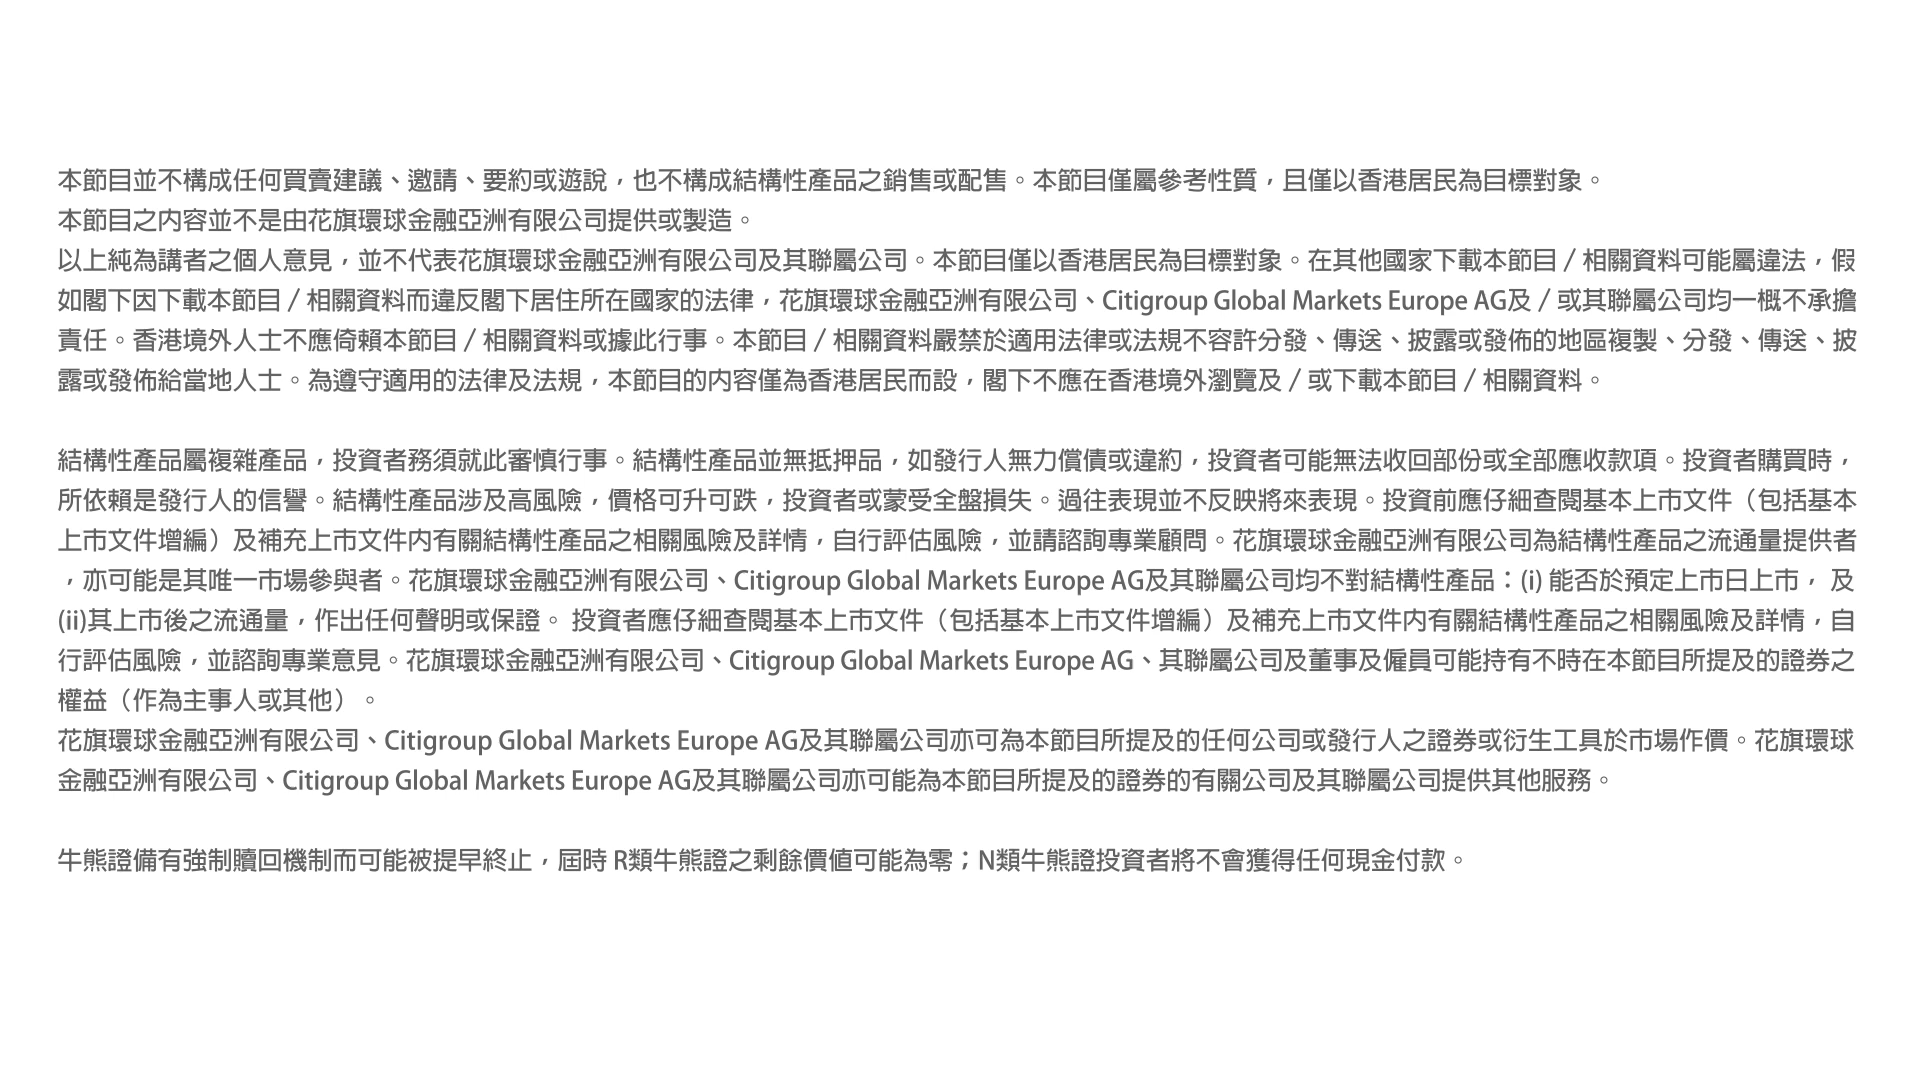 本節目並不構成任何買賣建議、邀請、要約或遊說，也不構成結構性產品之銷售或配售。本節目僅屬參考性質，且僅以香港居民為目標對象。
本節目之內容並不是由花旗環球金融亞洲有限公司提供或製造。
以上純為講者之個人意見，並不代表花旗環球金融亞洲有限公司及其聯屬公司。本節目僅以香港居民為目標對象。在其他國家下載本節目／相關資料可能屬違法，假
如閣下因下載本節目／相關資料而違反閣下居住所在國家的法律，花旗環球金融亞洲有限公司、Citigroup Global Markets Europe AG及／或其聯屬公司均一概不承擔
責任。香港境外人士不應倚賴本節目／相關資料或據此行事。本節目／相關資料嚴禁於適用法律或法規不容許分發、傳送、披露或發佈的地區複製、分發、傳送、披
露或發佈給當地人士。為遵守適用的法律及法規，本節目的內容僅為香港居民而設，閣下不應在香港境外瀏覽及／或下載本節目／相關資料。
結構性產品屬複雜產品，投資者務須就此審慎行事。結構性產品並無抵押品，如發行人無力償債或違約，投資者可能無法收回部份或全部應收款項。投資者購買時，
所依賴是發行人的信譽。結構性產品涉及高風險，價格可升可跌，投資者或蒙受全盤損失。過往表現並不反映將來表現。投資前應仔細查閱基本上市文件（包括基本
上市文件增編）及補充上市文件內有關結構性產品之相關風險及詳情，自行評估風險，並請諮詢專業顧問。花旗環球金融亞洲有限公司為結構性產品之流通量提供者
，亦可能是其唯一市場參與者。花旗環球金融亞洲有限公司、Citigroup Global Markets Europe AG及其聯屬公司均不對結構性產品：(i) 能否於預定上市日上市， 及
(ii)其上市後之流通量，作出任何聲明或保證。 投資者應仔細查閱基本上市文件（包括基本上市文件增編）及補充上市文件內有關結構性產品之相關風險及詳情，自
行評估風險，並諮詢專業意見。花旗環球金融亞洲有限公司、Citigroup Global Markets Europe AG、其聯屬公司及董事及僱員可能持有不時在本節目所提及的證券之
權益（作為主事人或其他）。
花旗環球金融亞洲有限公司、Citigroup Global Markets Europe AG及其聯屬公司亦可為本節目所提及的任何公司或發行人之證券或衍生工具於市場作價。花旗環球
金融亞洲有限公司、Citigroup Global Markets Europe AG及其聯屬公司亦可能為本節目所提及的證券的有關公司及其聯屬公司提供其他服務。
牛熊證備有強制贖回機制而可能被提早終止，屆時 R類牛熊證之剩餘價值可能為零；N類牛熊證投資者將不會獲得任何現金付款。